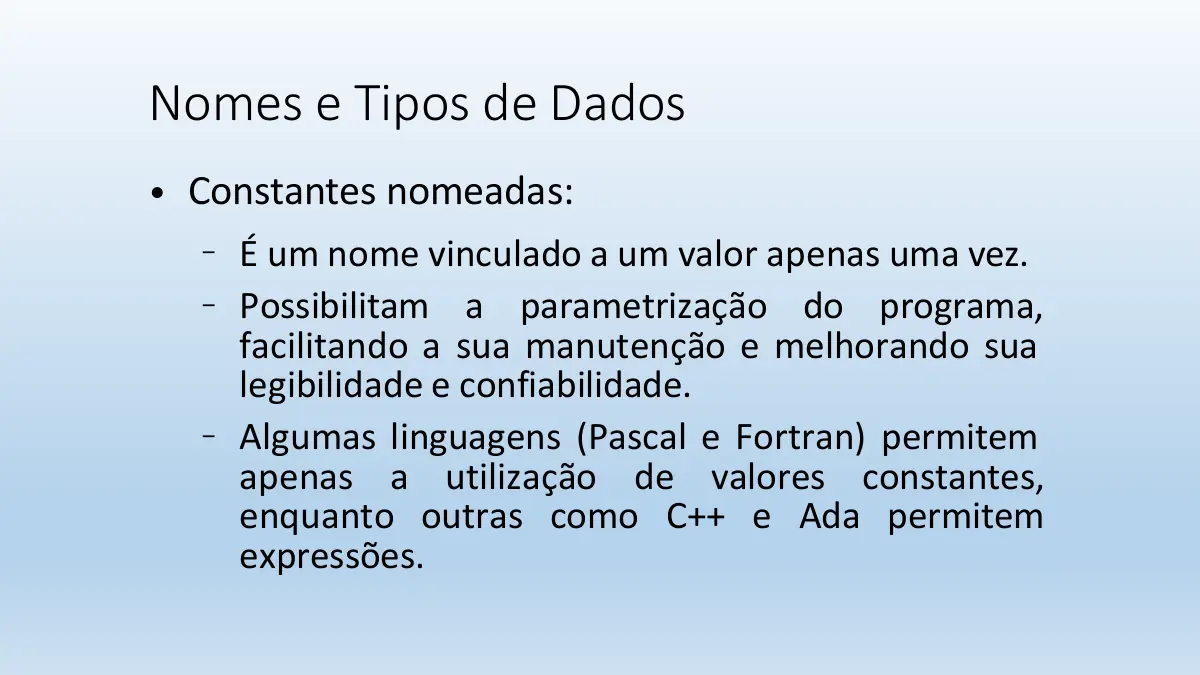 Nomes e Tipos de Dados
• Constantes nomeadas:
– É um nome vinculado a um valor apenas uma vez.
– Possibilitam a parametrização do programa,
facilitando a sua manutenção e melhorando sua
legibilidade e confiabilidade.
– Algumas linguagens (Pascal e Fortran) permitem
apenas a utilização de valores constantes,
enquanto outras como C++ e Ada permitem
expressões.